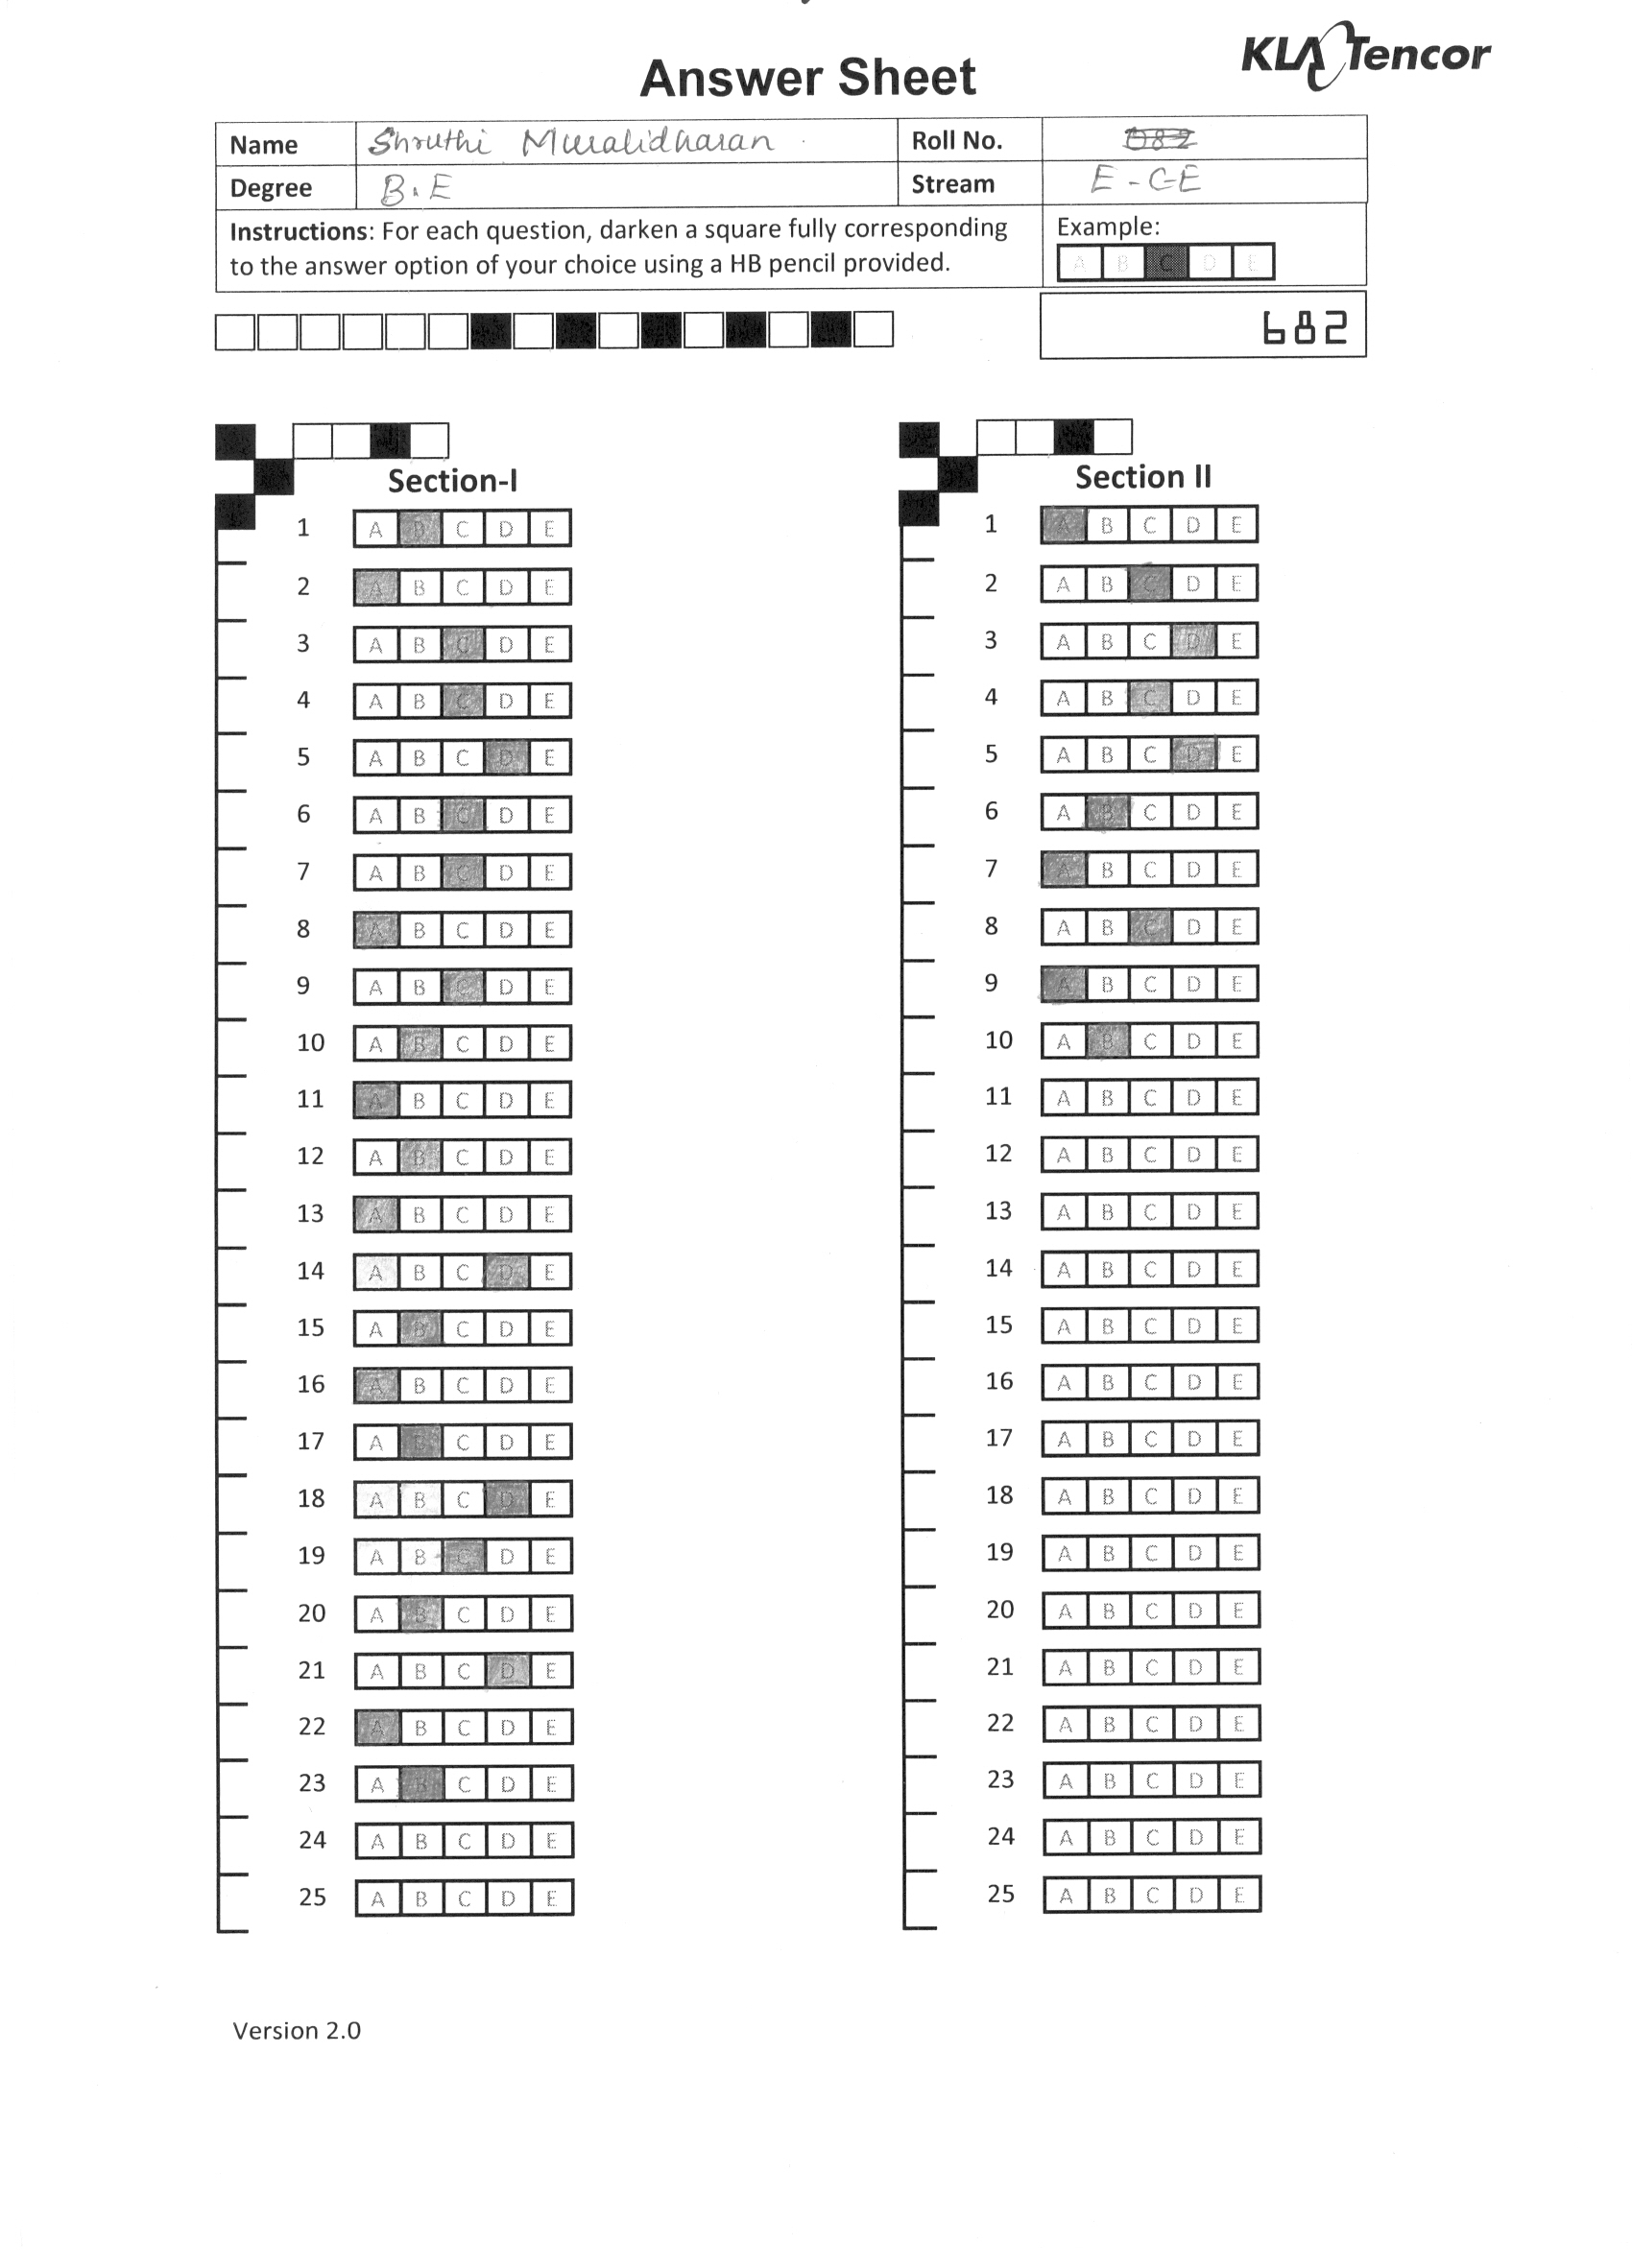 KLA Tencor
Answer Sheet
Name Shruthi Muralidharan Roll No.
Degree B.E Stream E-CE
Instructions: For each question, darken a square fully corresponding to the answer option of your choice using a HB pencil provided.
Example:
A B C D E
682
Section-I
1 A B C D E
2 A B C D E
3 A B C D E
4 A B C D E
5 A B C D E
6 A B C D E
7 A B C D E
8 A B C D E
9 A B C D E
10 A B C D E
11 A B C D E
12 A B C D E
13 A B C D E
14 A B C D E
15 A B C D E
16 A B C D E
17 A B C D E
18 A B C D E
19 A B C D E
20 A B C D E
21 A B C D E
22 A B C D E
23 A B C D E
24 A B C D E
25 A B C D E
Section II
1 A B C D E
2 A B C D E
3 A B C D E
4 A B C D E
5 A B C D E
6 A B C D E
7 A B C D E
8 A B C D E
9 A B C D E
10 A B C D E
11 A B C D E
12 A B C D E
13 A B C D E
14 A B C D E
15 A B C D E
16 A B C D E
17 A B C D E
18 A B C D E
19 A B C D E
20 A B C D E
21 A B C D E
22 A B C D E
23 A B C D E
24 A B C D E
25 A B C D E
Version 2.0